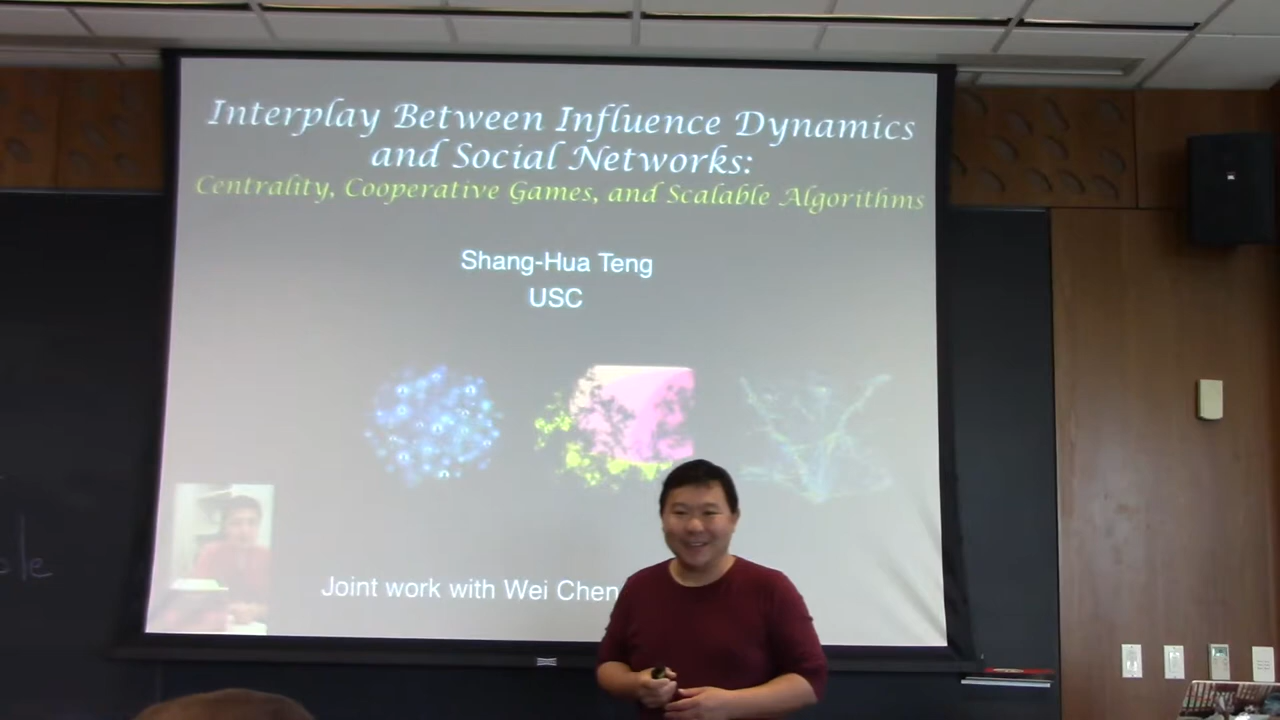 Interplay Between Influence Dynamics
and Social Networks:
Centrality, Cooperative Games, and Scalable Algorithms
Shang-Hua Teng
USC
Joint work with Wei Chen